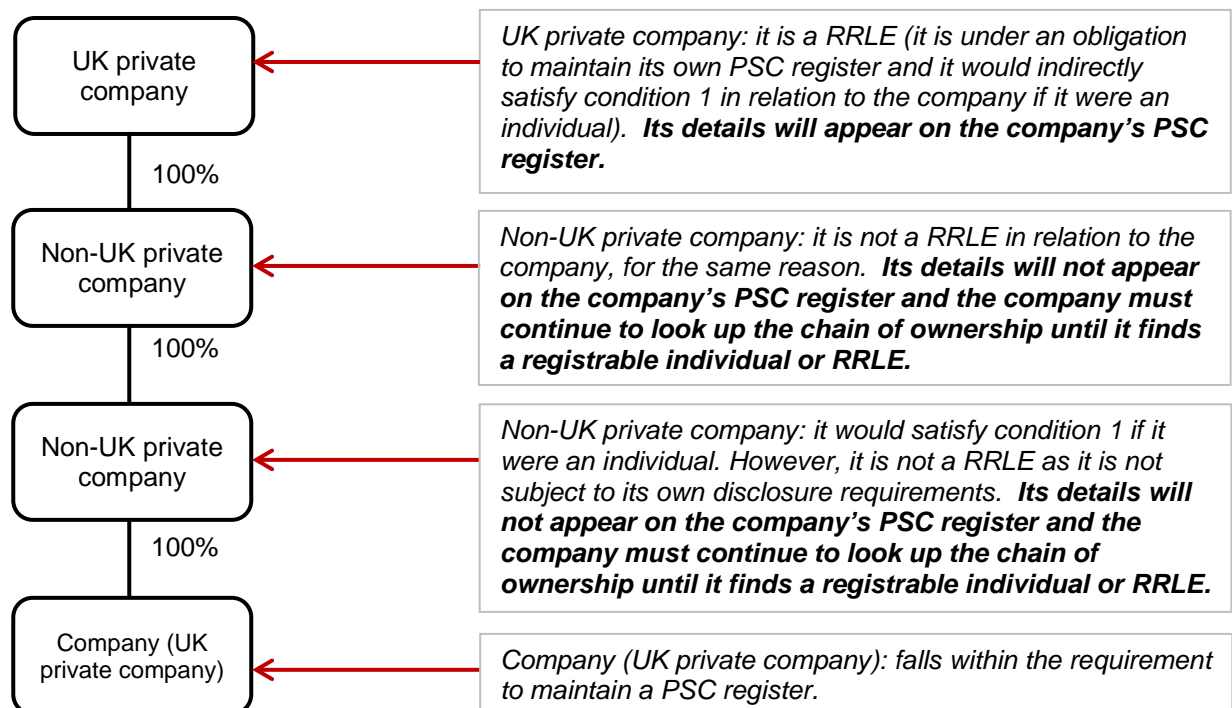 UK private
company
UK private company: it is a RRLE (it is under an obligation
to maintain its own PSC register and it would indirectly
satisfy condition 1 in relation to the company if it were an
individual). Its details will appear on the company’s PSC
register.
100%
Non-UK private
company
Non-UK private company: it is not a RRLE in relation to the
company, for the same reason. Its details will not appear
on the company’s PSC register and the company must
continue to look up the chain of ownership until it finds
a registrable individual or RRLE.
100%
Non-UK private
company
Non-UK private company: it would satisfy condition 1 if it
were an individual. However, it is not a RRLE as it is not
subject to its own disclosure requirements. Its details will
not appear on the company’s PSC register and the
company must continue to look up the chain of
ownership until it finds a registrable individual or RRLE.
100%
Company (UK
private company)
Company (UK private company): falls within the requirement
to maintain a PSC register.